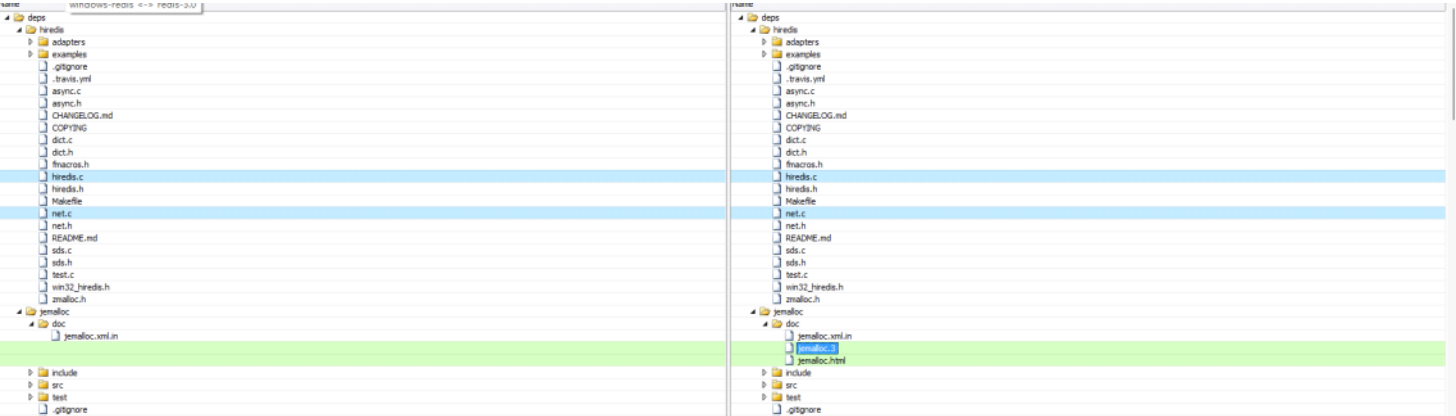 Name
windows-redis <-> redis-3.0
deps
hiredis
adapters
examples
.gitignore
.travis.yml
async.c
async.h
CHANGELOG.md
COPYING
dict.c
dict.h
fmacros.h
hiredis.c
hiredis.h
Makefile
net.c
net.h
README.md
sds.c
sds.h
test.c
win32_hiredis.h
zmalloc.h
jemalloc
doc
jemalloc.xml.in
include
src
test
.gitignore
Name
deps
hiredis
adapters
examples
.gitignore
.travis.yml
async.c
async.h
CHANGELOG.md
COPYING
dict.c
dict.h
fmacros.h
hiredis.c
hiredis.h
Makefile
net.c
net.h
README.md
sds.c
sds.h
test.c
win32_hiredis.h
zmalloc.h
jemalloc
doc
jemalloc.xml.in
jemalloc.3
jemalloc.html
include
src
test
.gitignore